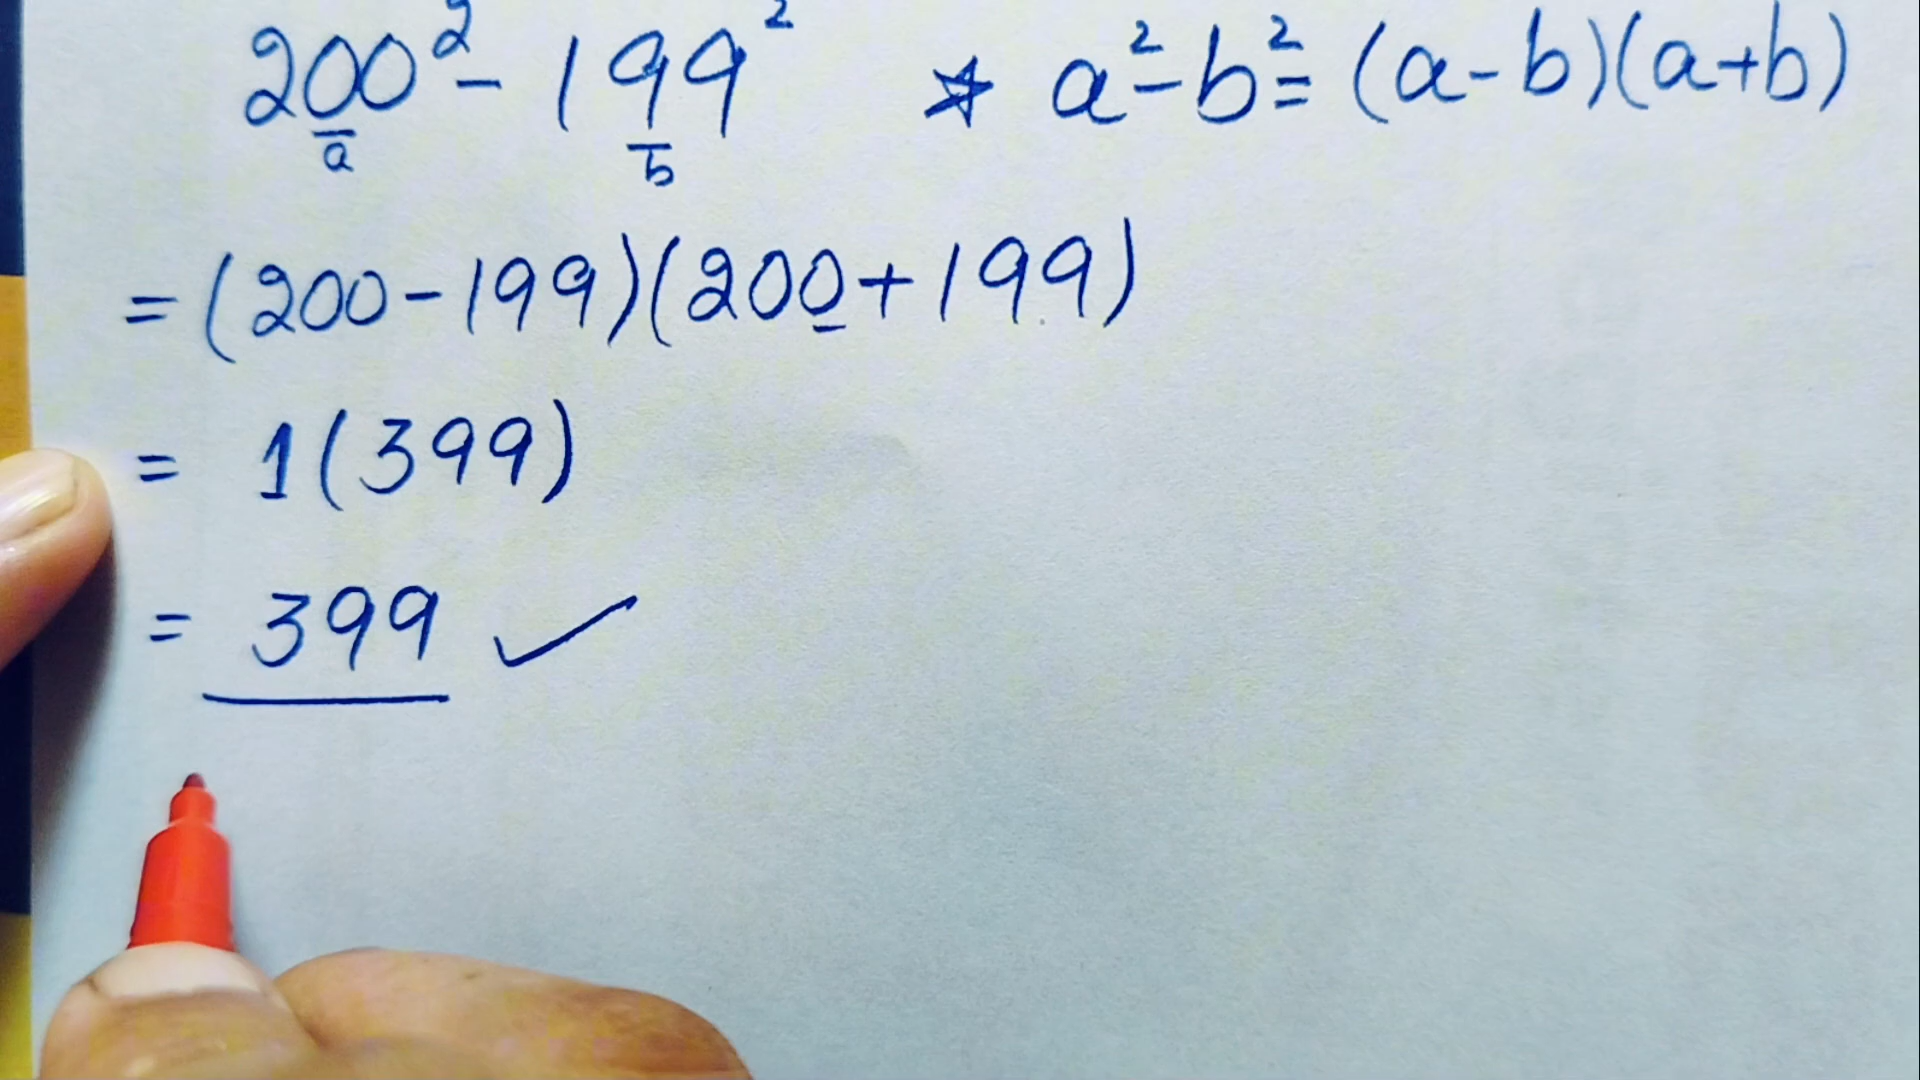 200² - 199² * a² - b² = (a - b)(a + b)
a b
= (200 - 199)(200 + 199)
= 1(399)
= 399 ✓